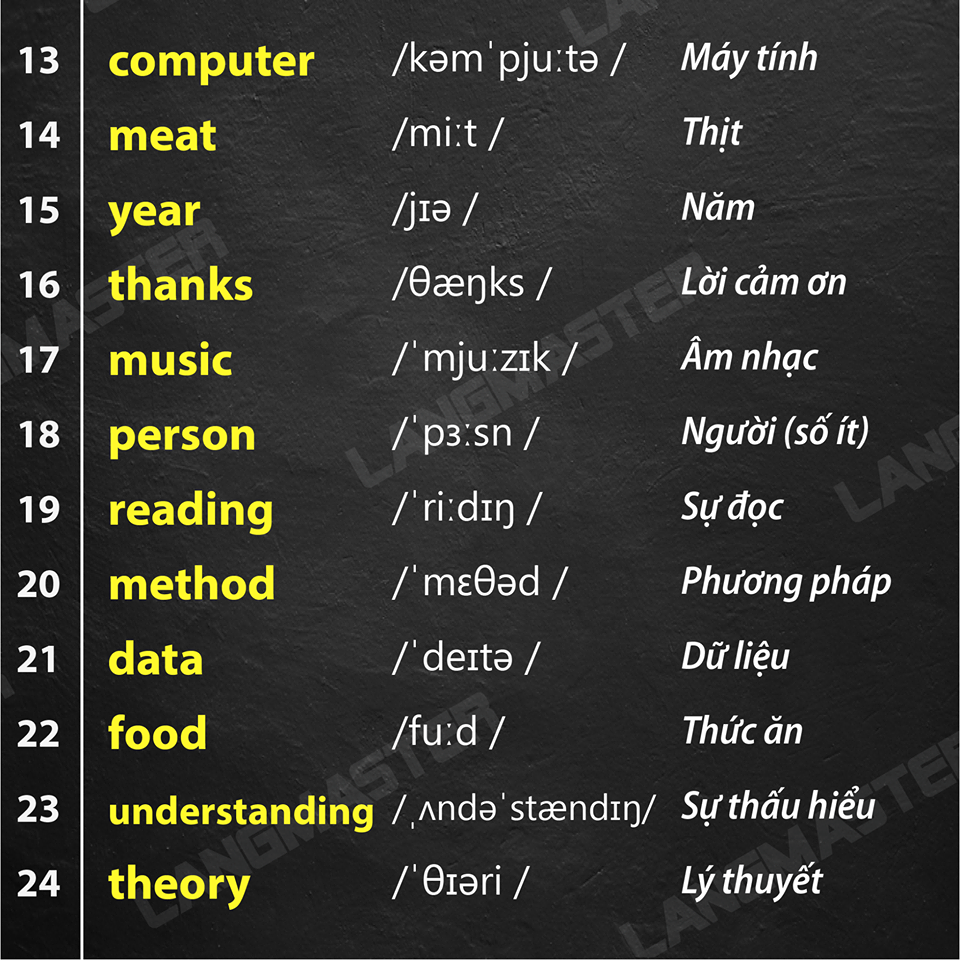 13 computer /kəmˈpjuːtə / Máy tính
14 meat /miːt / Thịt
15 year /jɪə / Năm
16 thanks /θæŋks / Lời cảm ơn
17 music /ˈmjuːzɪk / Âm nhạc
18 person /ˈpɜːsn / Người (số ít)
19 reading /ˈriːdɪŋ / Sự đọc
20 method /ˈmɛθəd / Phương pháp
21 data /ˈdeɪtə / Dữ liệu
22 food /fuːd / Thức ăn
23 understanding /ˌʌndəˈstændɪŋ/ Sự thấu hiểu
24 theory /ˈθɪəri / Lý thuyết
LANGMASTER
LANGMASTER
LANGMASTER